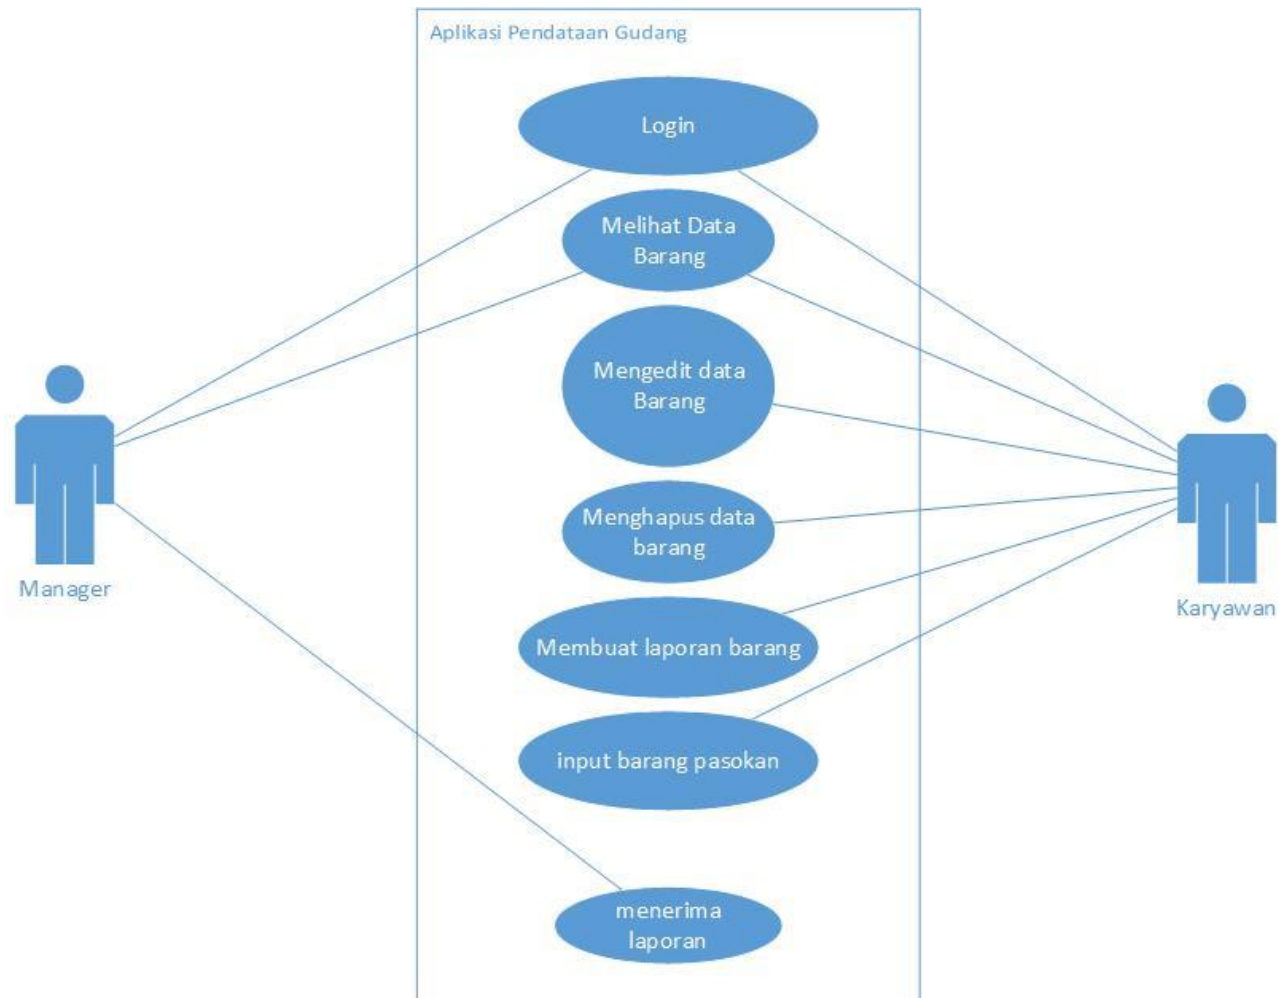 Aplikasi Pendataan Gudang
Login
Melihat Data
Barang
Mengedit data
Barang
Menghapus data
barang
Membuat laporan barang
input barang pasokan
menerima
laporan
Manager
Karyawan